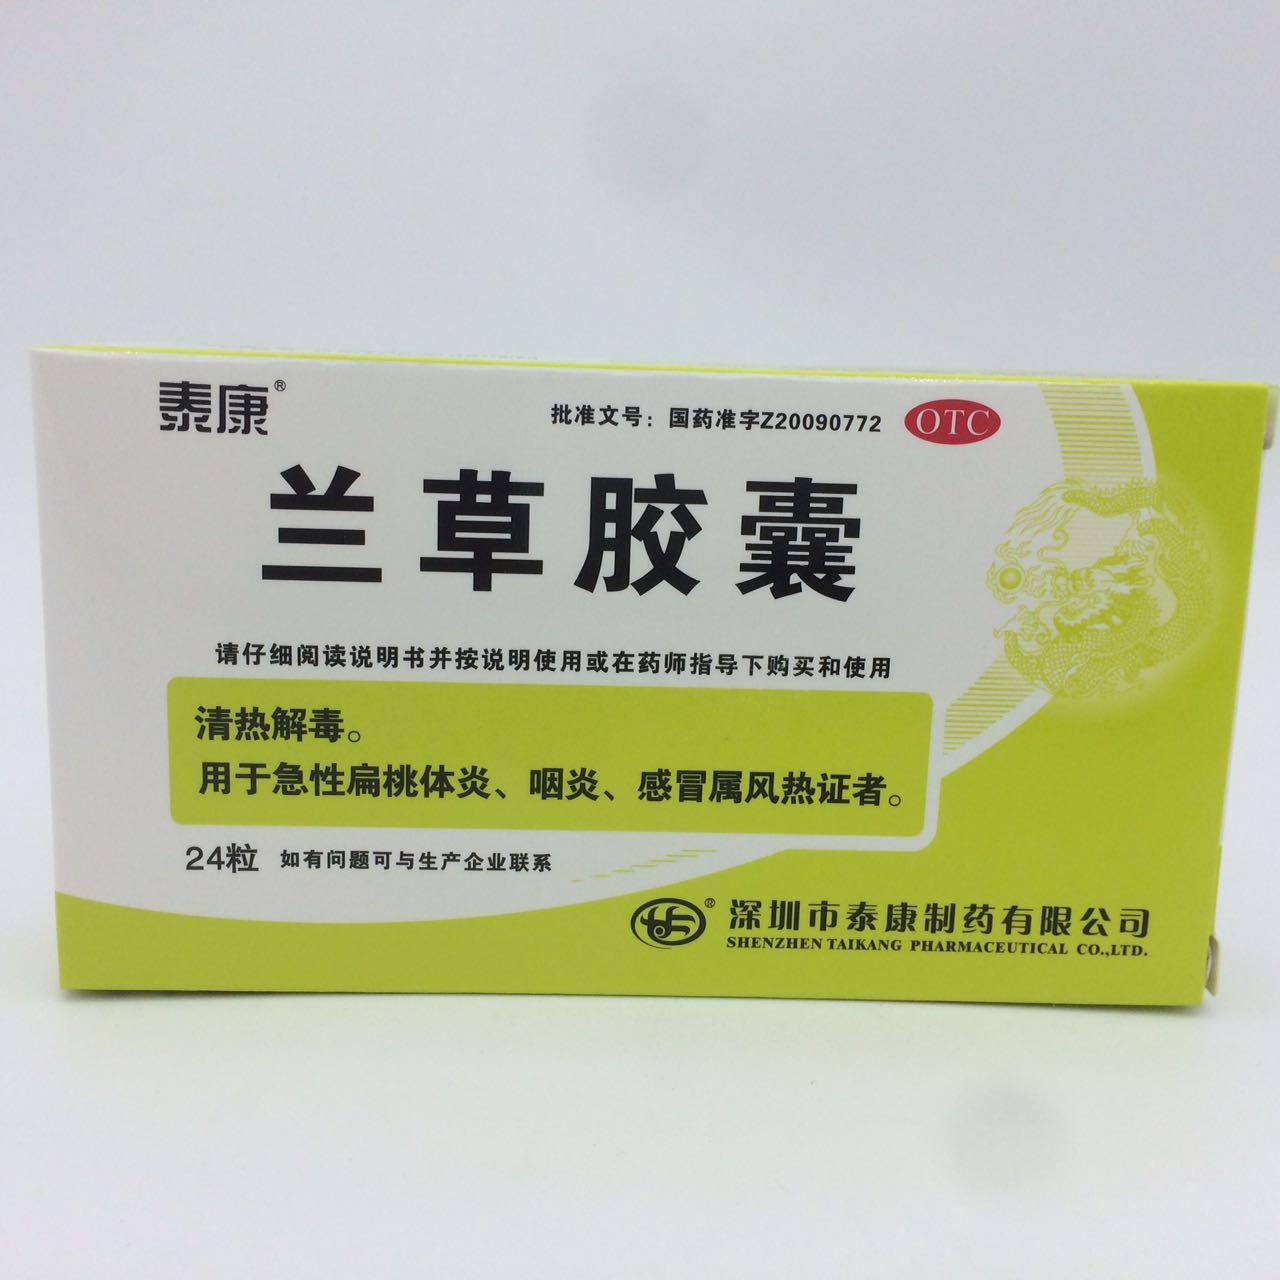 泰康®
批准文号：国药准字Z20090772 OTC
兰草胶囊
请仔细阅读说明书并按说明使用或在药师指导下购买和使用
清热解毒。
用于急性扁桃体炎、咽炎、感冒属风热证者。
24粒 如有问题可与生产企业联系
® 深圳市泰康制药有限公司
SHENZHEN TAIKANG PHARMACEUTICAL CO.,LTD.